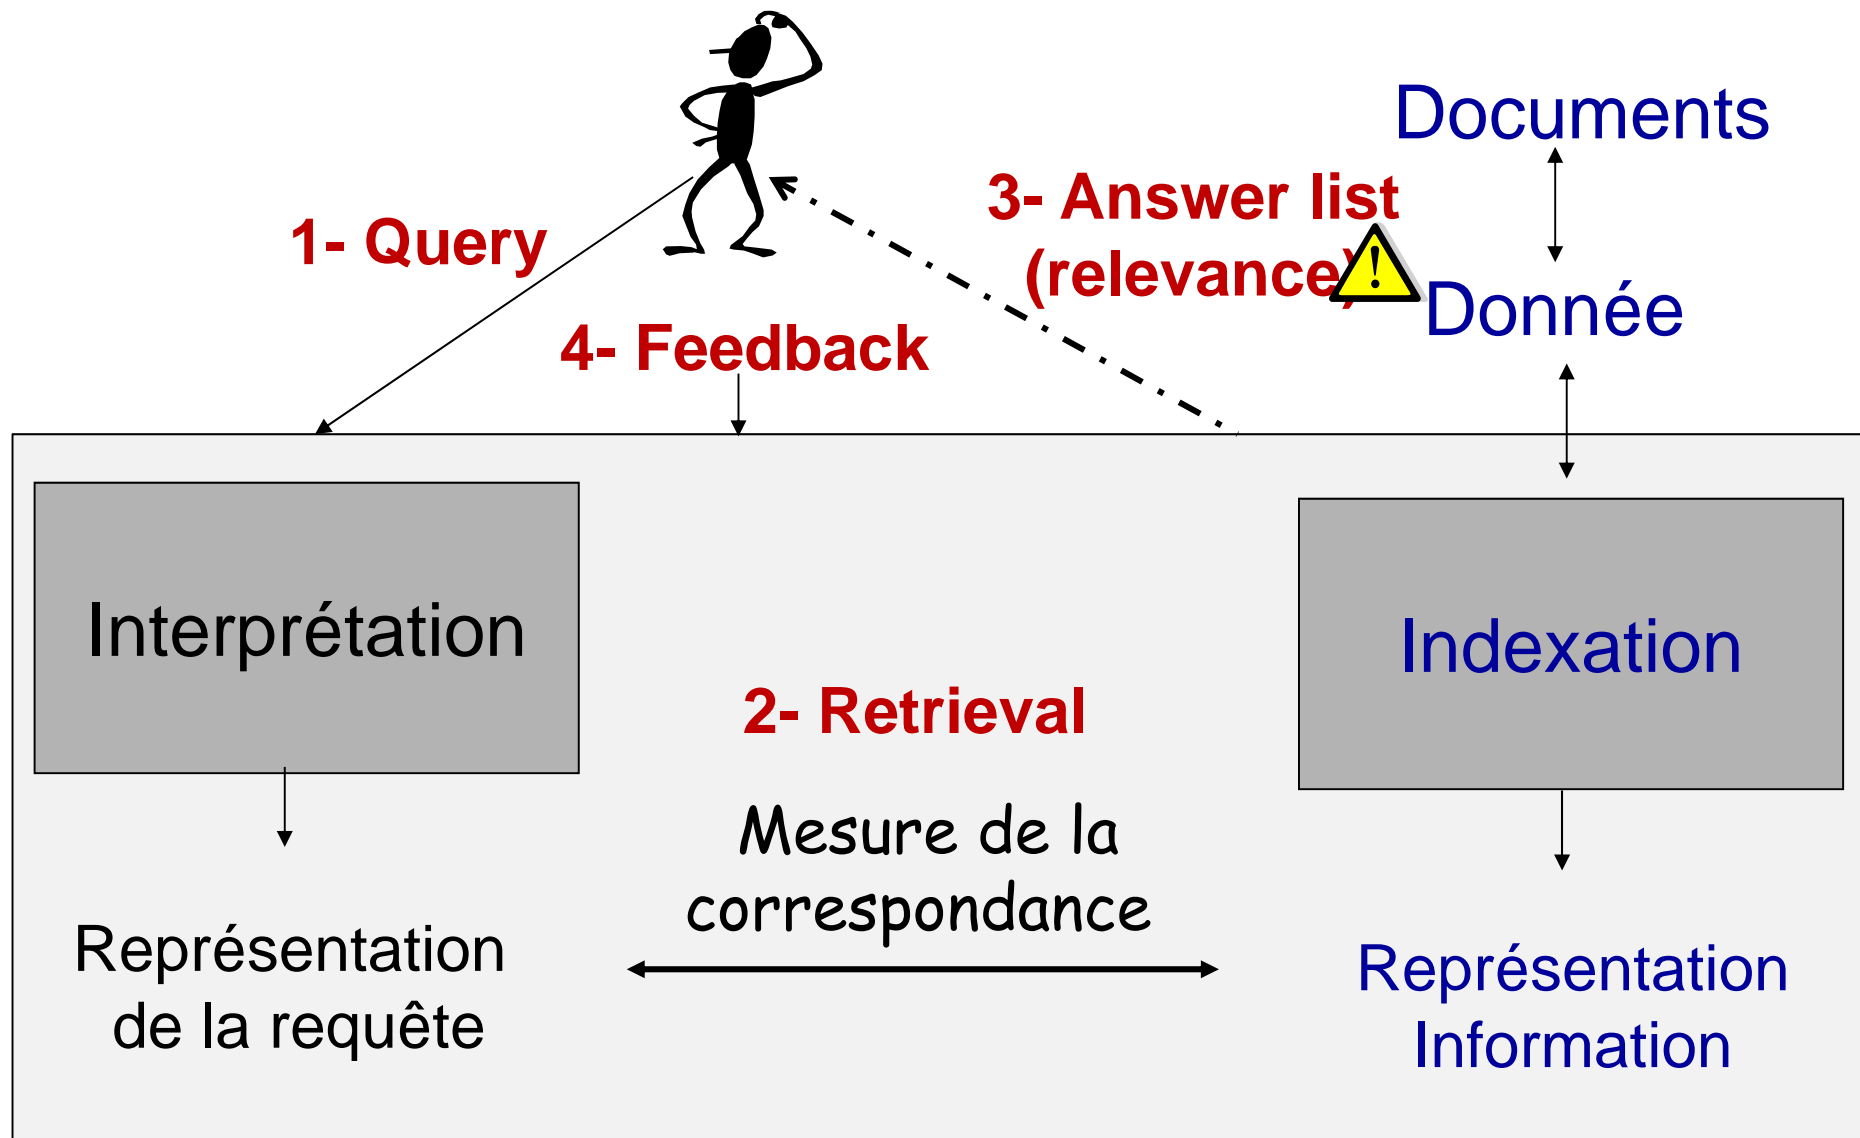 Documents
3- Answer list
(relevance)
!
1- Query
Donnée
4- Feedback
Interprétation
Indexation
2- Retrieval
Mesure de la
correspondance
Représentation
de la requête
Représentation
Information